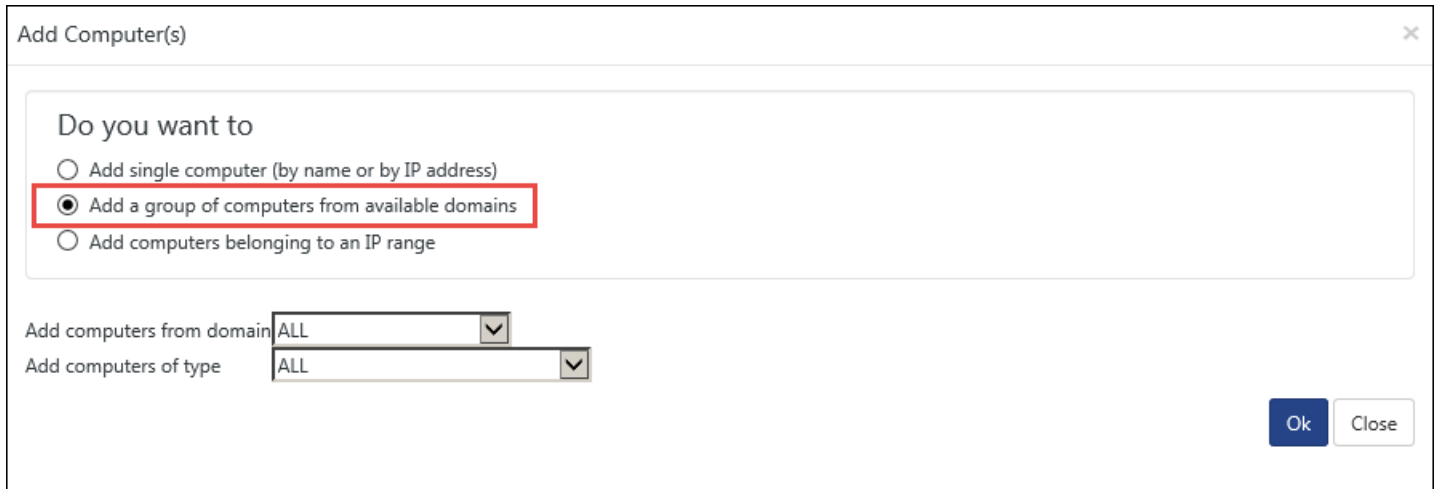 Add Computer(s) ×
Do you want to
Add single computer (by name or by IP address)
Add a group of computers from available domains
Add computers belonging to an IP range
Add computers from domain ALL
Add computers of type ALL
Ok Close